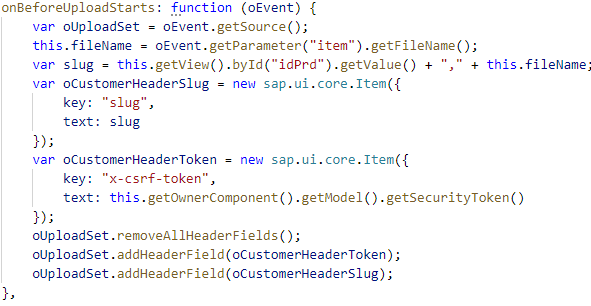 onBeforeUploadStarts: function (oEvent) {
    var oUploadSet = oEvent.getSource();
    this.fileName = oEvent.getParameter("item").getFileName();
    var slug = this.getView().byId("idPrd").getValue() + "," + this.fileName;
    var oCustomerHeaderSlug = new sap.ui.core.Item({
        key: "slug",
        text: slug
    });
    var oCustomerHeaderToken = new sap.ui.core.Item({
        key: "x-csrf-token",
        text: this.getOwnerComponent().getModel().getSecurityToken()
    });
    oUploadSet.removeAllHeaderFields();
    oUploadSet.addHeaderField(oCustomerHeaderToken);
    oUploadSet.addHeaderField(oCustomerHeaderSlug);
},